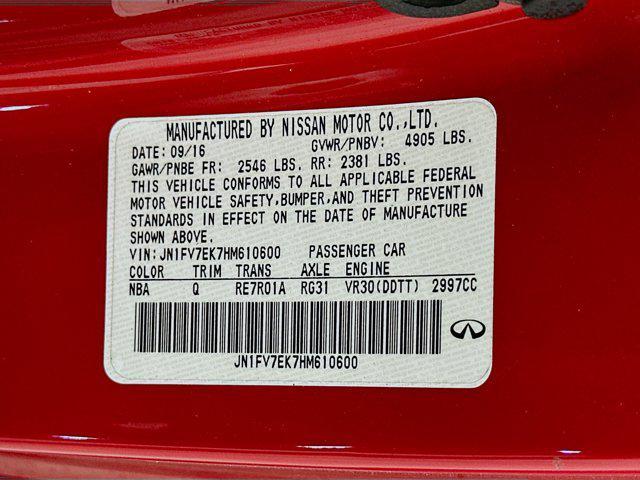 MANUFACTURED BY NISSAN MOTOR CO.,LTD.
DATE: 09/16 GVWR/PNBV: 4905 LBS.
GAWR/PNBE FR: 2546 LBS. RR: 2381 LBS.
THIS VEHICLE CONFORMS TO ALL APPLICABLE FEDERAL
MOTOR VEHICLE SAFETY,BUMPER,AND THEFT PREVENTION
STANDARDS IN EFFECT ON THE DATE OF MANUFACTURE
SHOWN ABOVE.
VIN: JN1FV7EK7HM610600 PASSENGER CAR
COLOR TRIM TRANS AXLE ENGINE
NBA Q RE7R01A RG31 VR30(DDTT) 2997CC
JN1FV7EK7HM610600